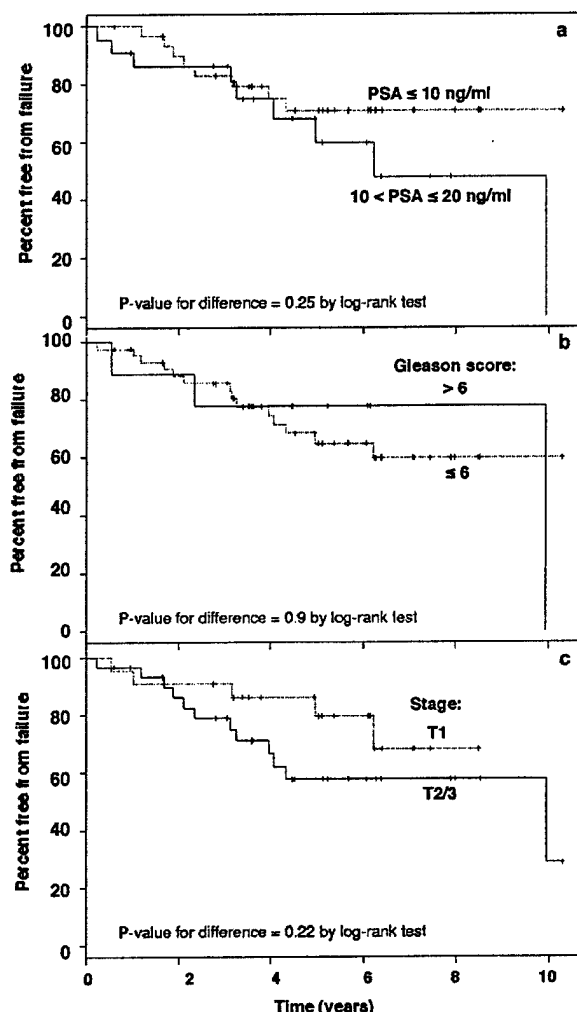 a
100
80
60
40
20
0
Percent free from failure
PSA ≤ 10 ng/ml
10 < PSA ≤ 20 ng/ml
P-value for difference = 0.25 by log-rank test
b
100
80
60
40
20
0
Percent free from failure
Gleason score:
> 6
≤ 6
P-value for difference = 0.9 by log-rank test
c
100
80
60
40
20
0
Percent free from failure
Stage:
T1
T2/3
P-value for difference = 0.22 by log-rank test
0 2 4 6 8 10
Time (years)